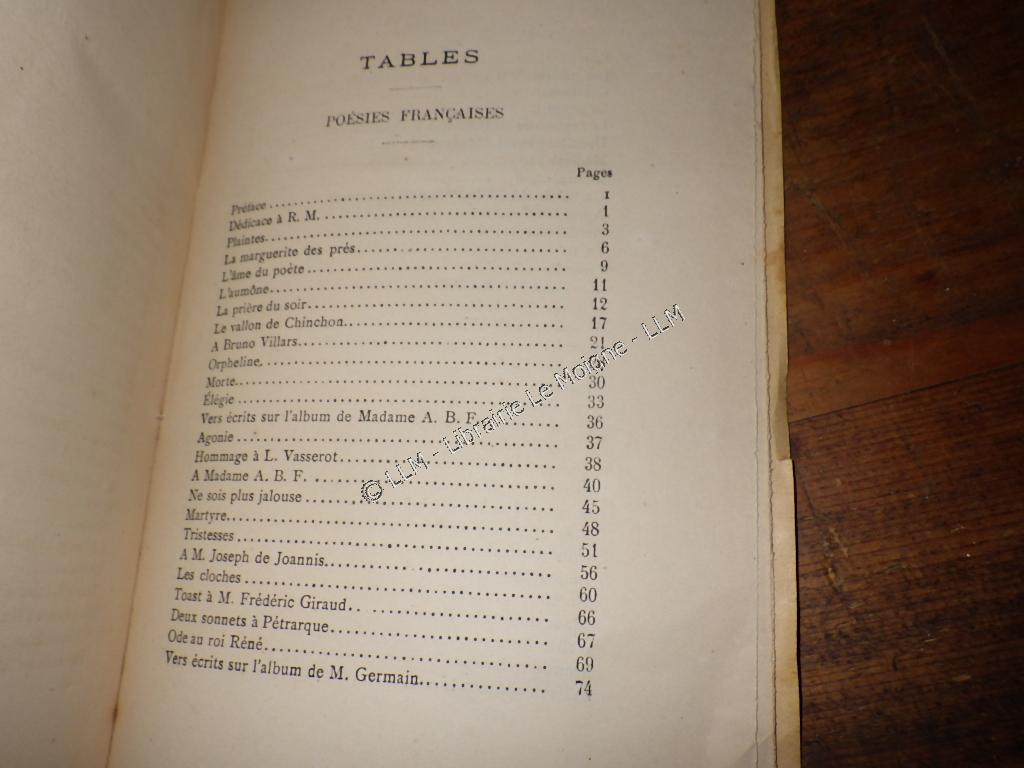 TABLES
POÉSIES FRANÇAISES
Pages
Préface.......... I
Dédicace à R. M........... 1
Plaintes.......... 3
La marguerite des prés.......... 6
L'âme du poète.......... 9
L'aumône.......... 11
La prière du soir.......... 12
Le vallon de Chinchon.......... 17
A Bruno Villars.......... 21
Orpheline..........
Morte.......... 30
Élégie.......... 33
Vers écrits sur l'album de Madame A. B. F........... 36
Agonie.......... 37
Hommage à L. Vasserot.......... 38
A Madame A. B. F. .......... 40
Ne sois plus jalouse.......... 45
Martyre.......... 48
Tristesses.......... 51
A M. Joseph de Joannis.......... 56
Les cloches.......... 60
Toast à M. Frédéric Giraud.......... 66
Deux sonnets à Pétrarque.......... 67
Ode au roi Réné.......... 69
Vers écrits sur l'album de M. Germain.......... 74
© LLM - Librairie Le Moigne - LLM